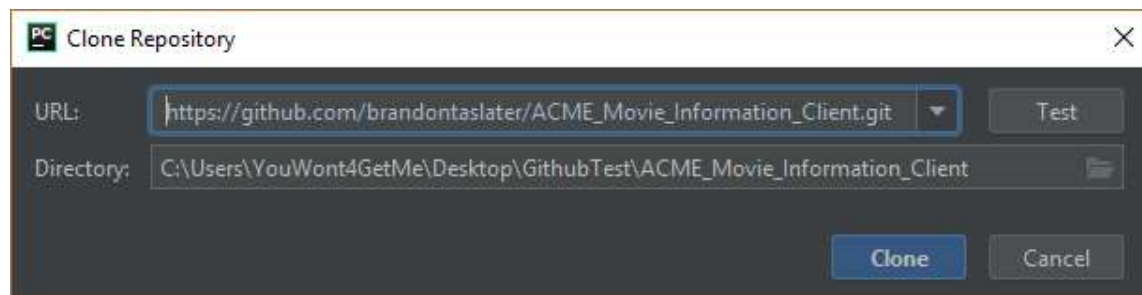 PC Clone Repository
URL: https://github.com/brandontaslater/ACME_Movie_Information_Client.git Test
Directory: C:\Users\YouWont4GetMe\Desktop\GithubTest\ACME_Movie_Information_Client
Clone Cancel